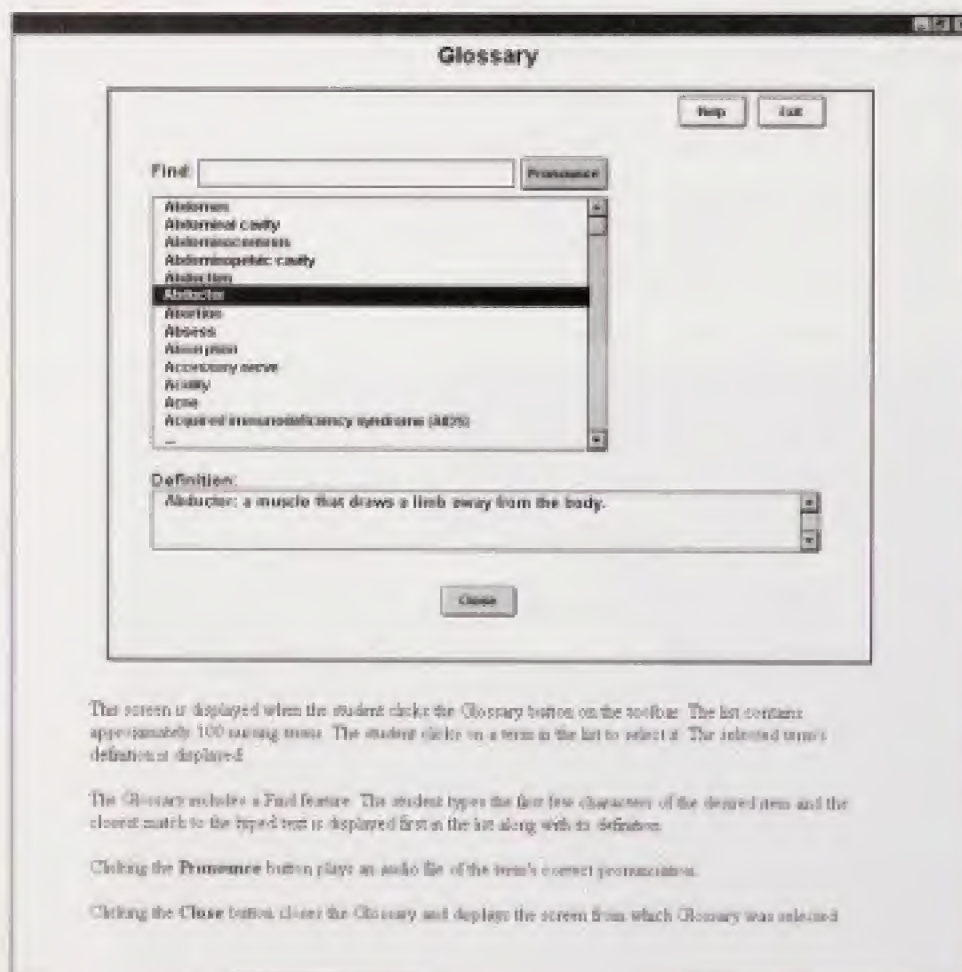 Glossary
Help Exit
Find: Pronounce
Abdomen
Abdominal cavity
Abdominocentesis
Abdominopelvic cavity
Abduction
Abductor
Abortion
Absess
Absorption
Accessory nerve
Acidity
Acne
Acquired immunodeficiency syndrome (AIDS)
...
Definition:
Abductor: a muscle that draws a limb away from the body.
Close
This screen is displayed when the student clicks the Glossary button on the toolbar. The list contains
approximately 100 nursing terms. The student clicks on a term in the list to select it. The selected term's
definition is displayed.
The Glossary includes a Find feature. The student types the first few characters of the desired item and the
closest match to the typed text is displayed first in the list along with its definition.
Clicking the Pronounce button plays an audio file of the term's correct pronunciation.
Clicking the Close button closes the Glossary and displays the screen from which Glossary was selected.